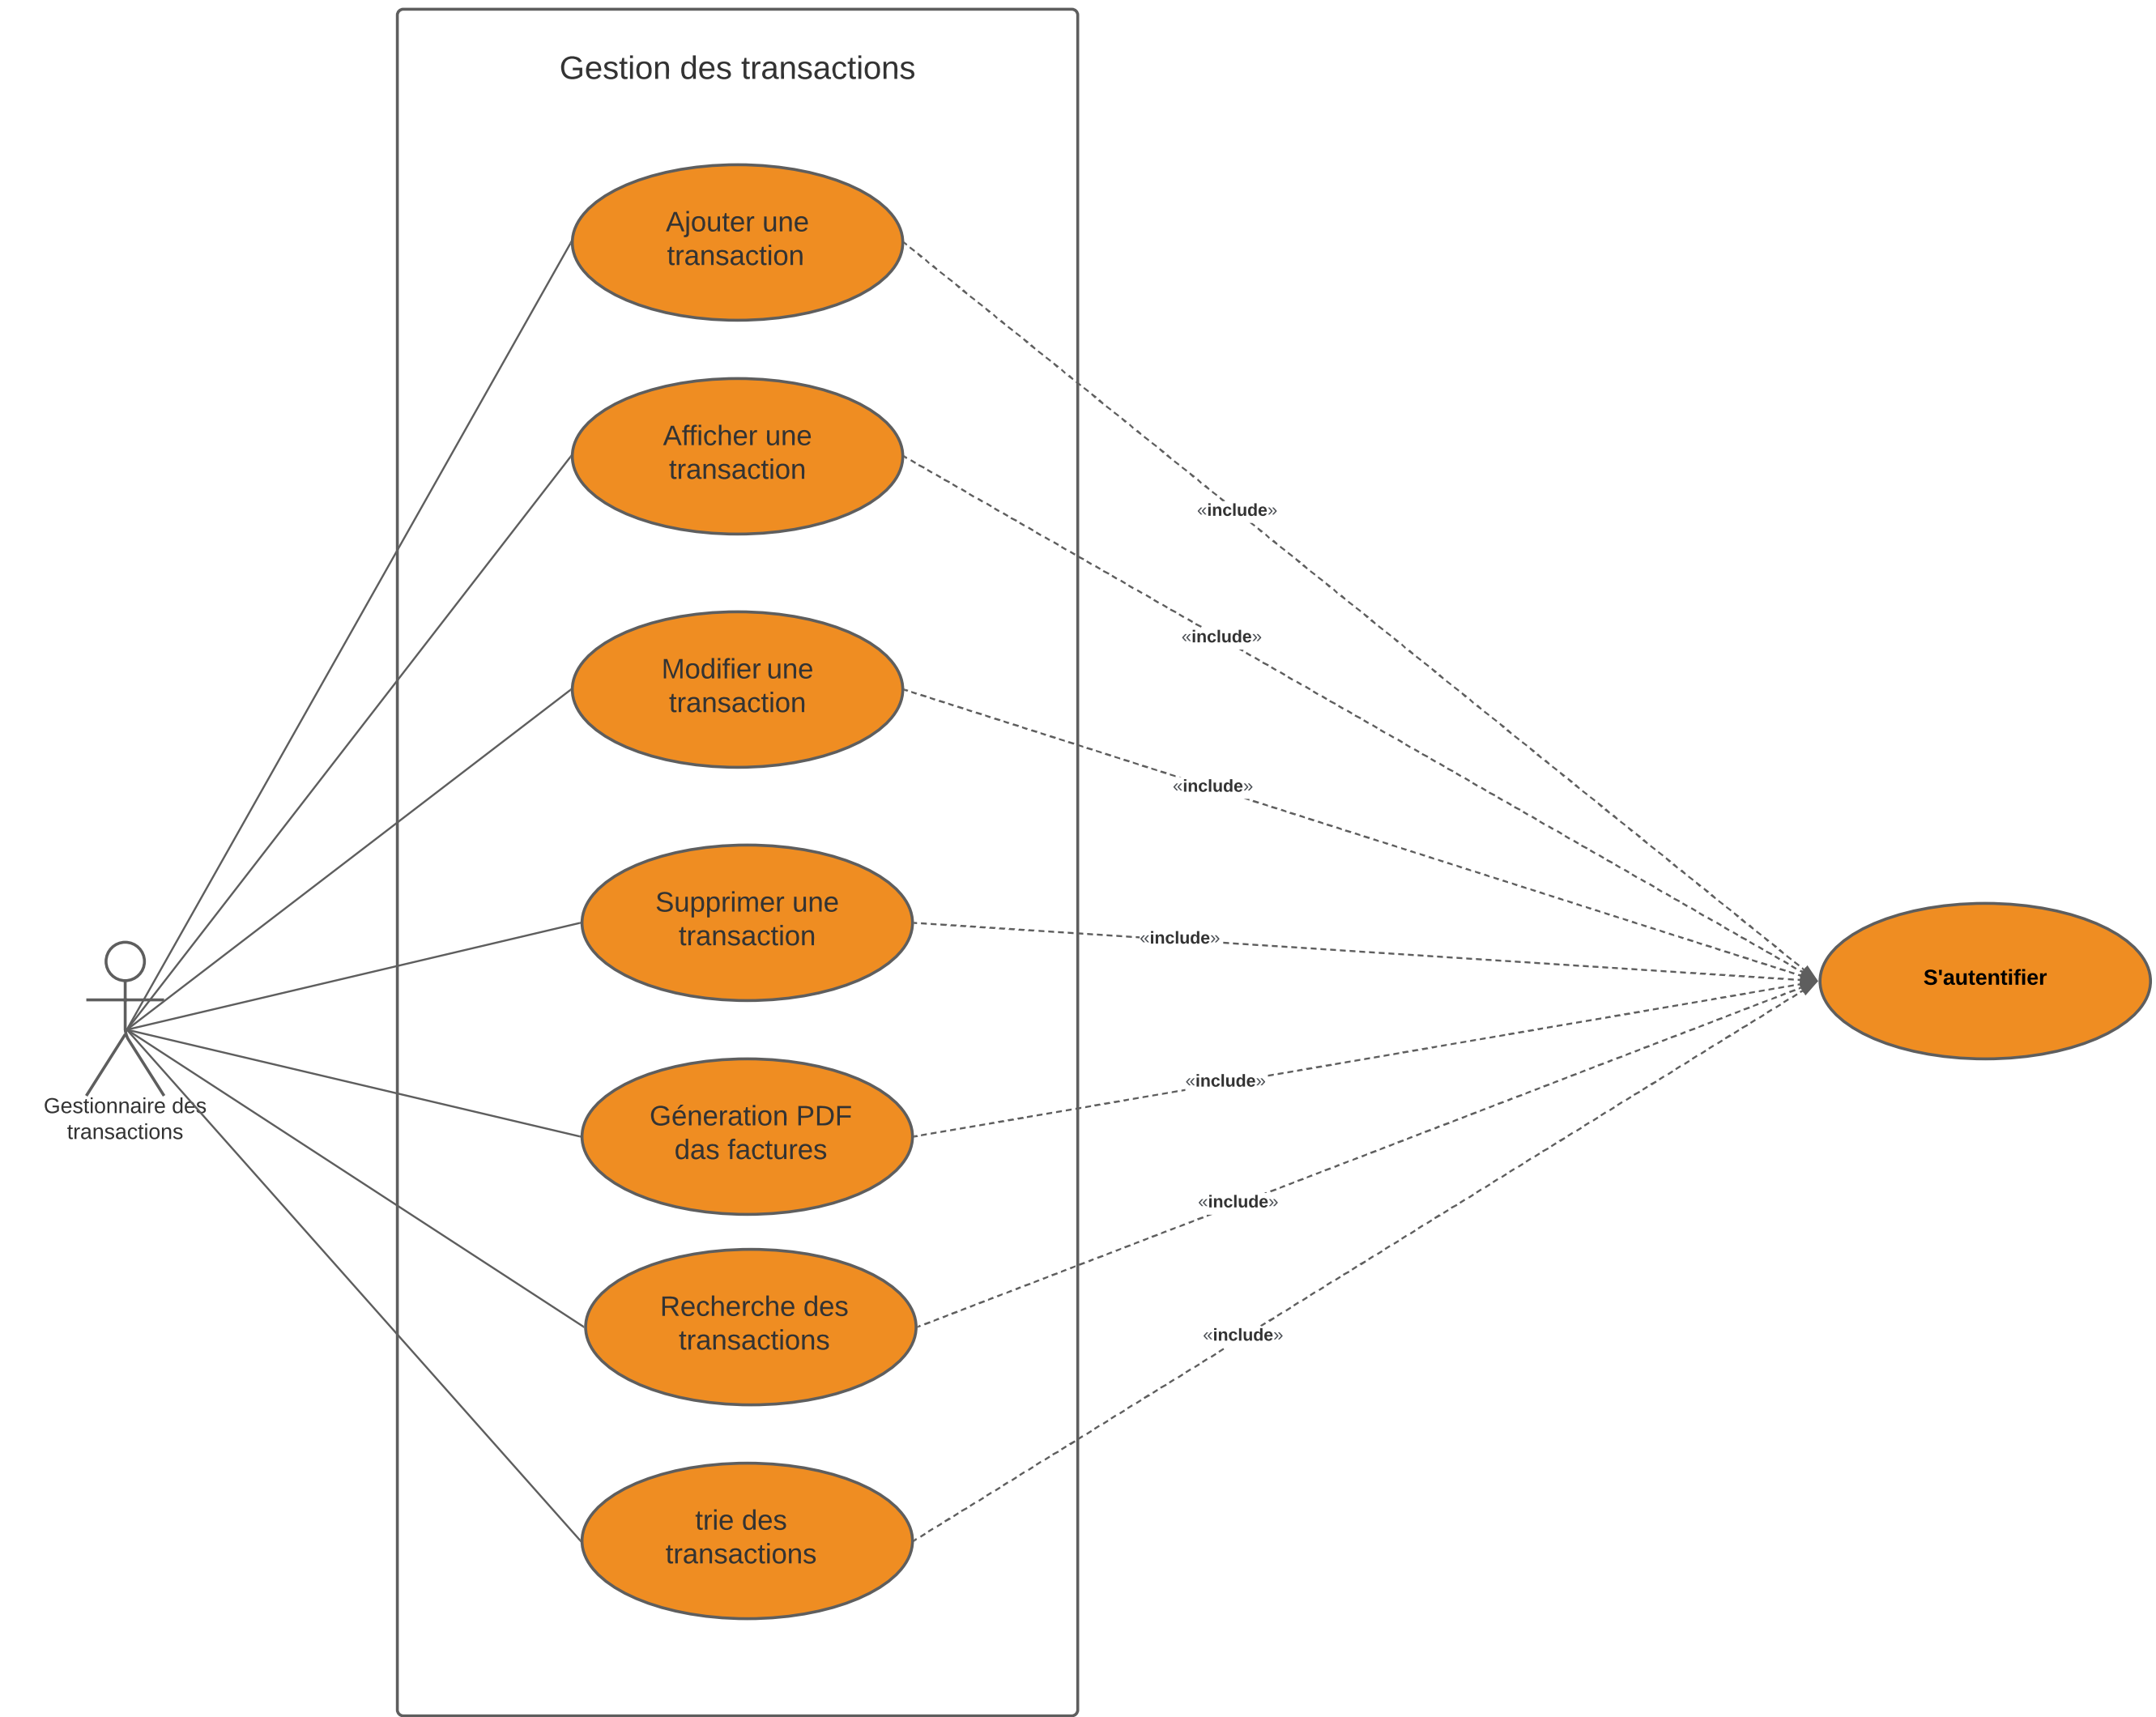 Gestion des transactions
Ajouter une
transaction
Afficher une
transaction
«include»
«include»
Modifier une
transaction
«include»
Supprimer une
transaction
«include»
S'autentifier
Gestionnaire des
transactions
Géneration PDF
das factures
«include»
«include»
Recherche des
transactions
«include»
trie des
transactions